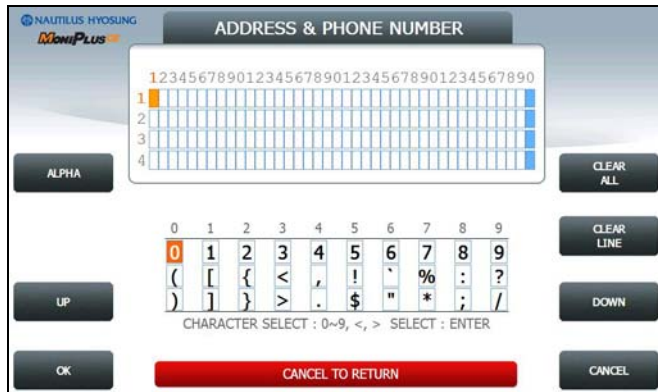 NAUTILUS HYOSUNG
MoniPlus
ADDRESS & PHONE NUMBER
1234567890123456789012345678901234567890
1
2
3
4
ALPHA
CLEAR ALL
0 1 2 3 4 5 6 7 8 9
0 1 2 3 4 5 6 7 8 9
( [ { < , ! ` % : ?
) ] } > . $ " * ; /
CLEAR LINE
UP
DOWN
CHARACTER SELECT : 0~9, <, > SELECT : ENTER
OK
CANCEL TO RETURN
CANCEL